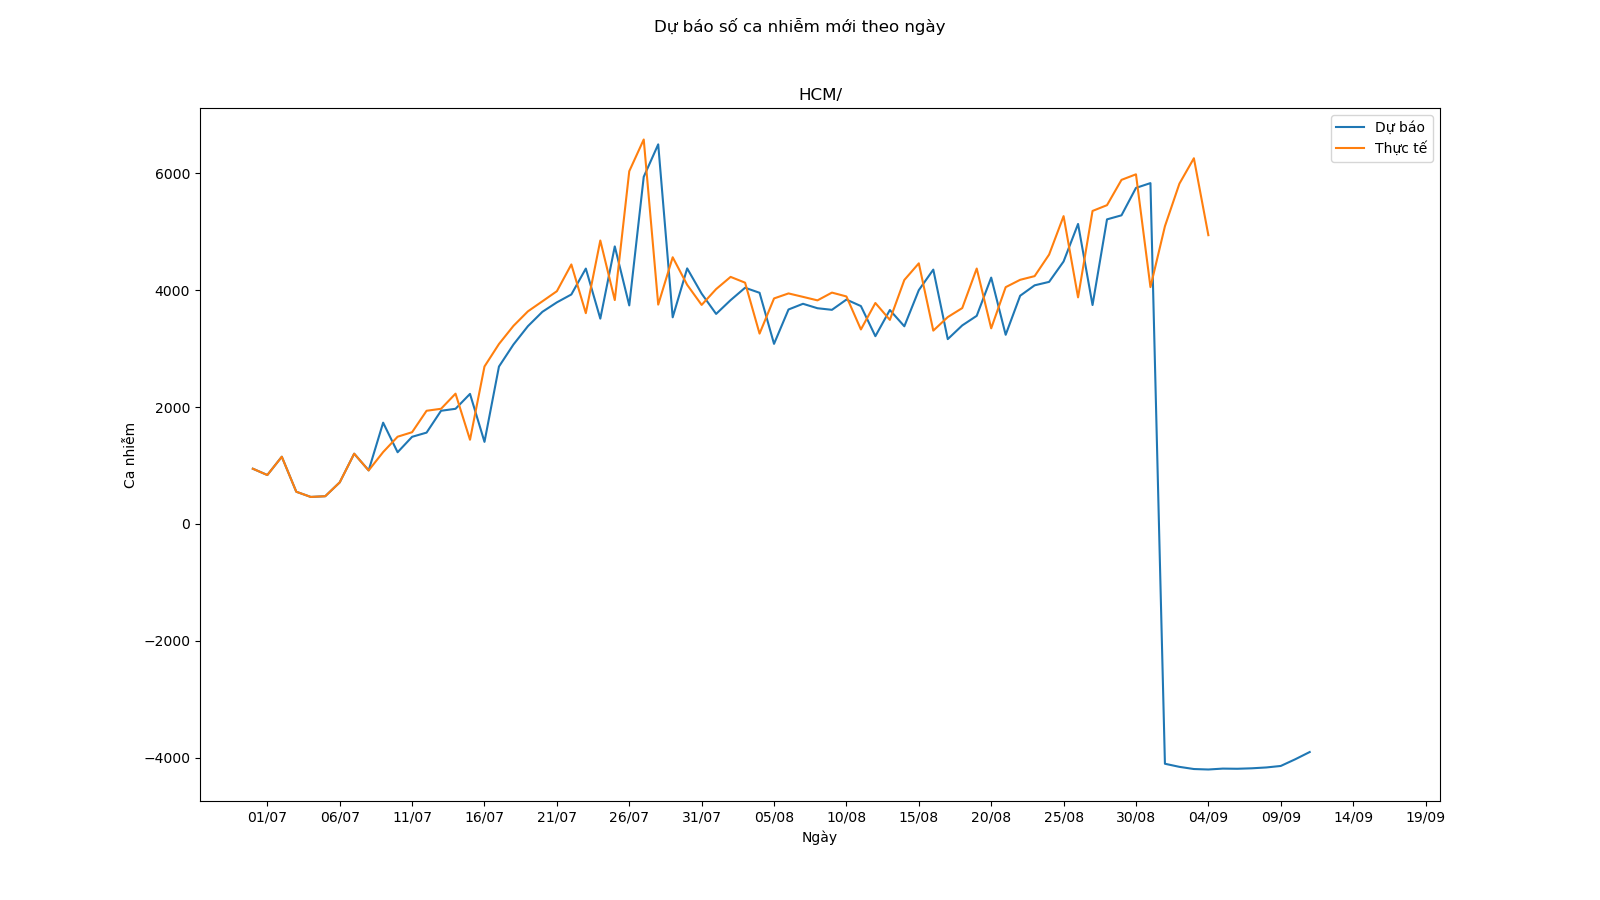 Dự báo số ca nhiễm mới theo ngày
HCM/
Dự báo
Thực tế
6000
4000
2000
0
−2000
−4000
Ca nhiễm
01/07 06/07 11/07 16/07 21/07 26/07 31/07 05/08 10/08 15/08 20/08 25/08 30/08 04/09 09/09 14/09 19/09
Ngày